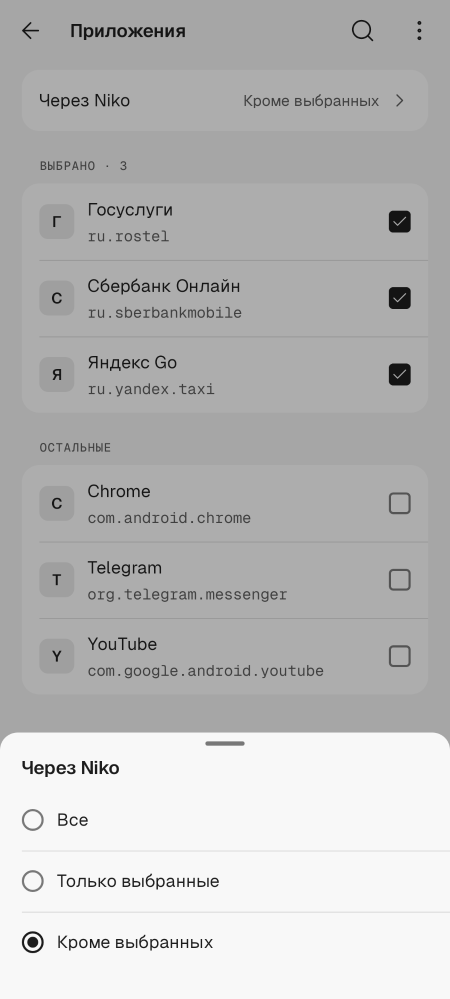 Приложения
Через Niko
Кроме выбранных
ВЫБРАНО · 3
Г
Госуслуги
ru.rostel
С
Сбербанк Онлайн
ru.sberbankmobile
Я
Яндекс Go
ru.yandex.taxi
ОСТАЛЬНЫЕ
C
Chrome
com.android.chrome
T
Telegram
org.telegram.messenger
Y
YouTube
com.google.android.youtube
Через Niko
Все
Только выбранные
Кроме выбранных